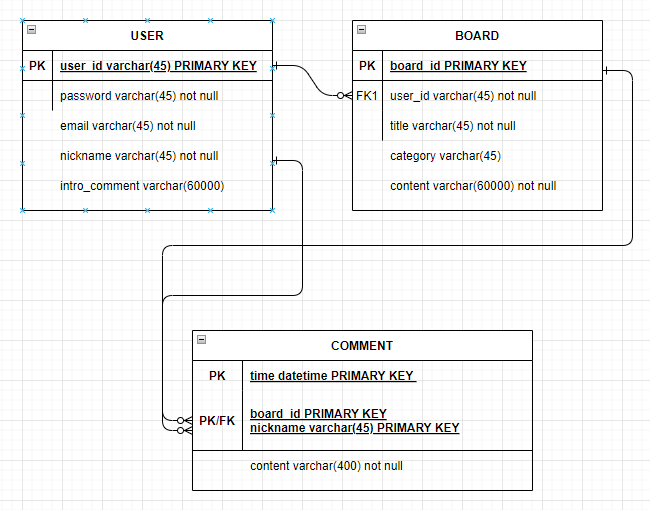 USER
PK user_id varchar(45) PRIMARY KEY
password varchar(45) not null
email varchar(45) not null
nickname varchar(45) not null
intro_comment varchar(60000)
BOARD
PK board_id PRIMARY KEY
FK1 user_id varchar(45) not null
title varchar(45) not null
category varchar(45)
content varchar(60000) not null
COMMENT
PK time datetime PRIMARY KEY
PK/FK board_id PRIMARY KEY
nickname varchar(45) PRIMARY KEY
content varchar(400) not null